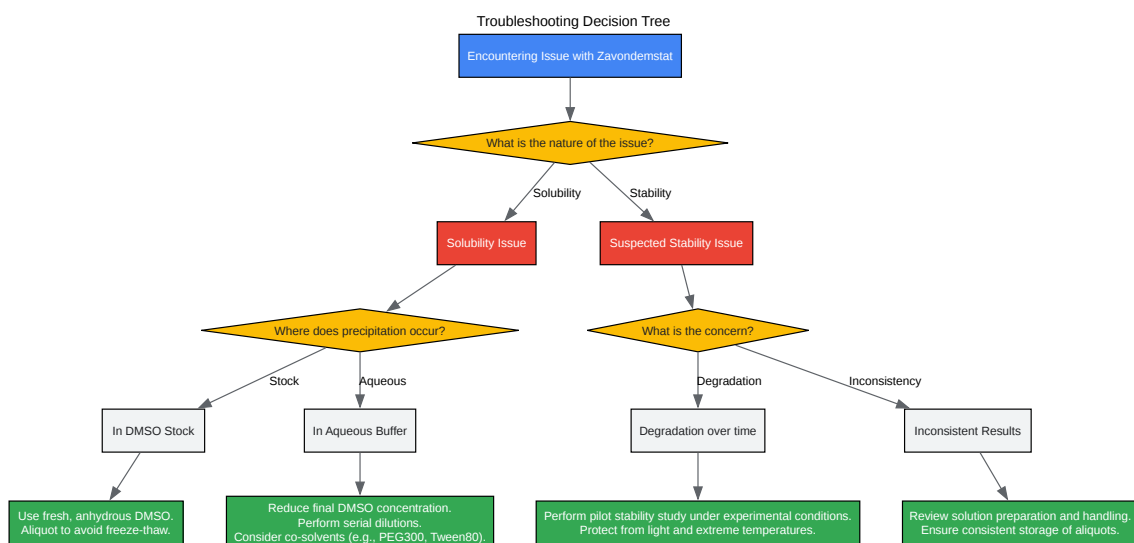 Troubleshooting Decision Tree
Encountering Issue with Zavondemstat
What is the nature of the issue?
Solubility
Stability
Solubility Issue
Suspected Stability Issue
Where does precipitation occur?
What is the concern?
Stock
Aqueous
Degradation
Inconsistency
In DMSO Stock
In Aqueous Buffer
Degradation over time
Inconsistent Results
Use fresh, anhydrous DMSO.
Aliquot to avoid freeze-thaw.
Reduce final DMSO concentration.
Perform serial dilutions.
Consider co-solvents (e.g., PEG300, Tween80).
Perform pilot stability study under experimental conditions.
Protect from light and extreme temperatures.
Review solution preparation and handling.
Ensure consistent storage of aliquots.